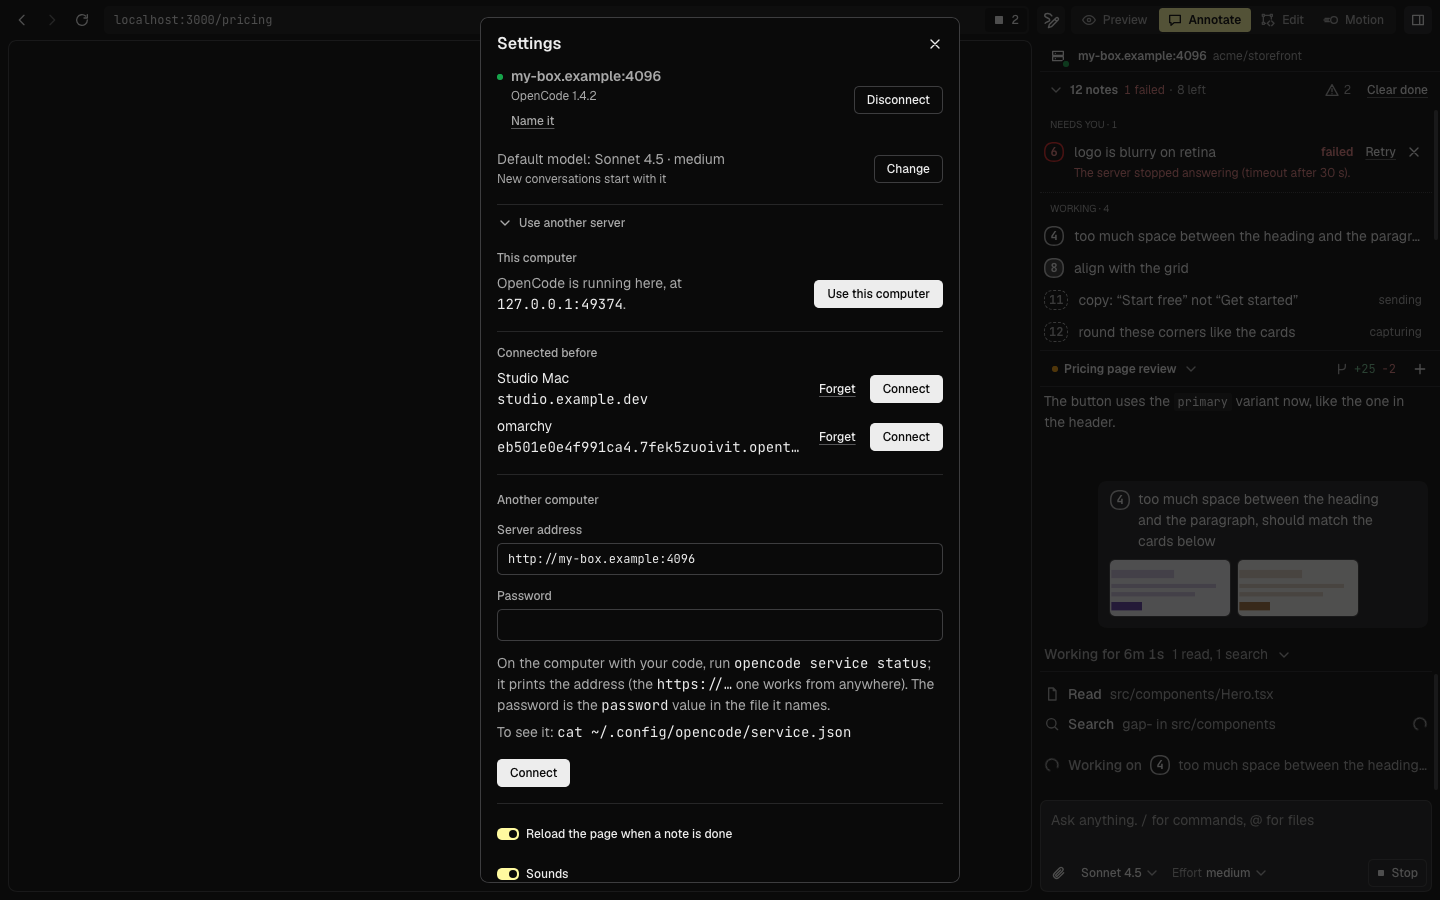 localhost:3000/pricing
2
Preview
Annotate
Edit
Motion
Settings
my-box.example:4096
OpenCode 1.4.2
Name it
Disconnect
Default model: Sonnet 4.5 · medium
New conversations start with it
Change
Use another server
This computer
OpenCode is running here, at
127.0.0.1:49374.
Use this computer
Connected before
Studio Mac
studio.example.dev
Forget
Connect
omarchy
eb501e0e4f991ca4.7fek5zuoivit.opent…
Forget
Connect
Another computer
Server address
http://my-box.example:4096
Password
On the computer with your code, run opencode service status;
it prints the address (the https://… one works from anywhere). The
password is the password value in the file it names.
To see it: cat ~/.config/opencode/service.json
Connect
Reload the page when a note is done
Sounds
my-box.example:4096 acme/storefront
12 notes 1 failed · 8 left
2
Clear done
NEEDS YOU · 1
6 logo is blurry on retina failed Retry
The server stopped answering (timeout after 30 s).
WORKING · 4
4 too much space between the heading and the paragr…
8 align with the grid
11 copy: “Start free” not “Get started” sending
12 round these corners like the cards capturing
Pricing page review +25 -2
The button uses the primary variant now, like the one in
the header.
4 too much space between the heading
and the paragraph, should match the
cards below
Working for 6m 1s 1 read, 1 search
Read src/components/Hero.tsx
Search gap- in src/components
Working on 4 too much space between the heading…
Ask anything. / for commands, @ for files
Sonnet 4.5 Effort medium Stop